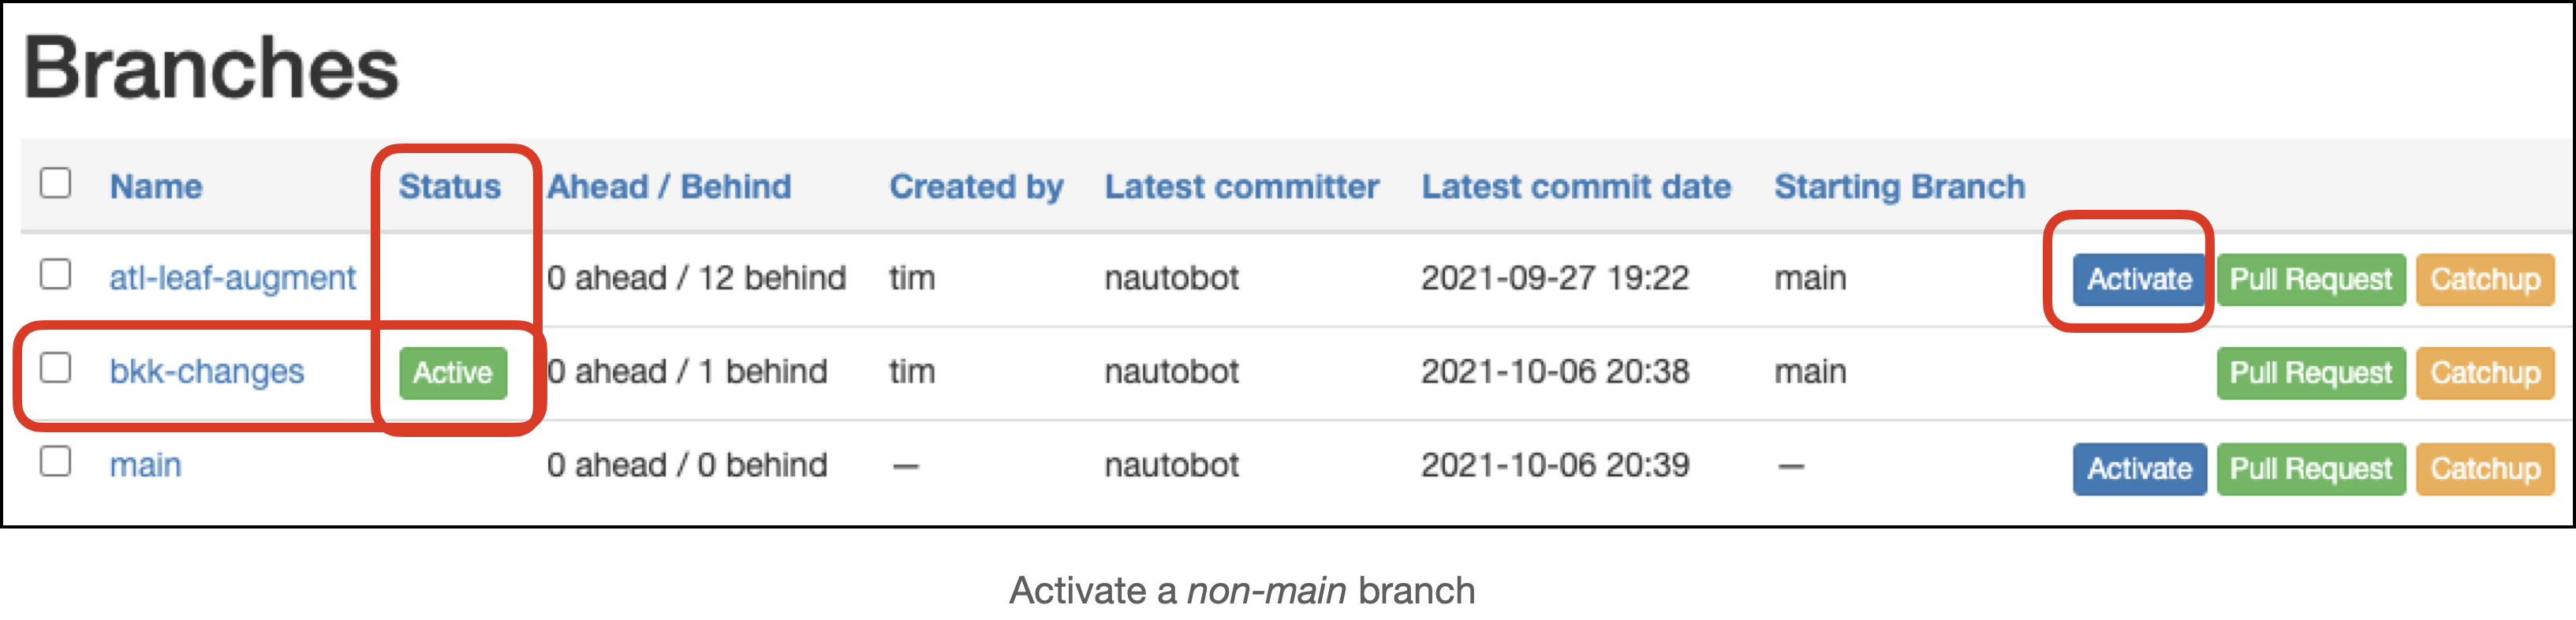 Branches
Name Status Ahead / Behind Created by Latest committer Latest commit date Starting Branch
atl-leaf-augment 0 ahead / 12 behind tim nautobot 2021-09-27 19:22 main Activate Pull Request Catchup
bkk-changes Active 0 ahead / 1 behind tim nautobot 2021-10-06 20:38 main Pull Request Catchup
main 0 ahead / 0 behind — nautobot 2021-10-06 20:39 — Activate Pull Request Catchup
Activate a non-main branch